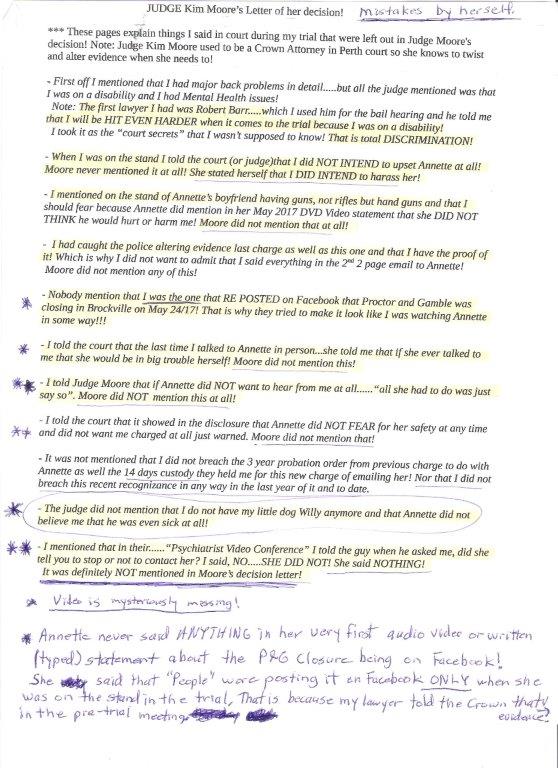 JUDGE Kim Moore's Letter of her decision! mistakes by herself.
*** These pages explain things I said in court during my trial that were left out in Judge Moore's
decision! Note: Judge Kim Moore used to be a Crown Attorney in Perth court so she knows to twist
and alter evidence when she needs to!
- First off I mentioned that I had major back problems in detail.....but all the judge mentioned was that
I was on a disability and I had Mental Health issues!
Note: The first lawyer I had was Robert Barr.....which I used him for the bail hearing and he told me
that I will be HIT EVEN HARDER when it comes to the trial because I was on a disability!
I took it as the "court secrets" that I wasn't supposed to know! That is total DISCRIMINATION!
- When I was on the stand I told the court (or judge)that I did NOT INTEND to upset Annette at all!
Moore never mentioned it at all! She stated herself that I DID INTEND to harass her!
- I mentioned on the stand of Annette's boyfriend having guns, not rifles but hand guns and that I
should fear because Annette did mention in her May 2017 DVD Video statement that she DID NOT
THINK he would hurt or harm me! Moore did not mention that at all!
- I had caught the police altering evidence last charge as well as this one and that I have the proof of
it! Which is why I did not want to admit that I said everything in the 2nd 2 page email to Annette!
Moore did not mention any of this!
* - Nobody mention that I was the one that RE POSTED on Facebook that Proctor and Gamble was
closing in Brockville on May 24/17! That is why they tried to make it look like I was watching Annette
in some way!!!
* - I told the court that the last time I talked to Annette in person...she told me that if she ever talked to
me that she would be in big trouble herself! Moore did not mention this!
** - I told Judge Moore that if Annette did NOT want to hear from me at all......"all she had to do was just
say so". Moore did NOT mention this at all!
** - I told the court that it showed in the disclosure that Annette did NOT FEAR for her safety at any time
and did not want me charged at all just warned. Moore did not mention that!
- It was not mentioned that I did not breach the 3 year probation order from previous charge to do with
Annette as well the 14 days custody they held me for this new charge of emailing her! Nor that I did not
breach this recent recognizance in any way in the last year of it and to date.
* - The judge did not mention that I do not have my little dog Willy anymore and that Annette did not
believe me that he was even sick at all!
** - I mentioned that in their......"Psychiatrist Video Conference" I told the guy when he asked me, did she
tell you to stop or not to contact her? I said, NO.....SHE DID NOT! She said NOTHING!
It was definitely NOT mentioned in Moore's decision letter!
* Video is mysteriously messing!
* Annette never said ANYTHING in her very first audio video or written
(typed) statement about the P&G Closure being on Facebook!
She said that "People" were posting it on Facebook ONLY when she
was on the stand in the trial, That is because my lawyer told the Crown that
in the pre-trial meeting evidence!